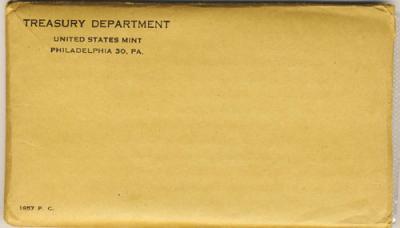 TREASURY DEPARTMENT
UNITED STATES MINT
PHILADELPHIA 30, PA.
1957 P. C.